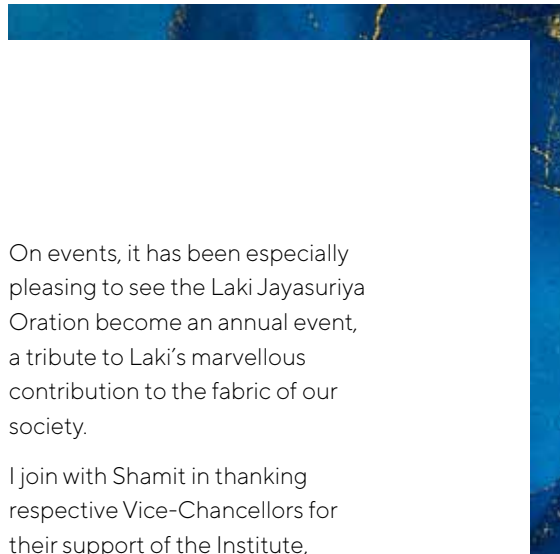 On events, it has been especially
pleasing to see the Laki Jayasuriya
Oration become an annual event,
a tribute to Laki’s marvellous
contribution to the fabric of our
society.
I join with Shamit in thanking
respective Vice-Chancellors for
their support of the Institute,